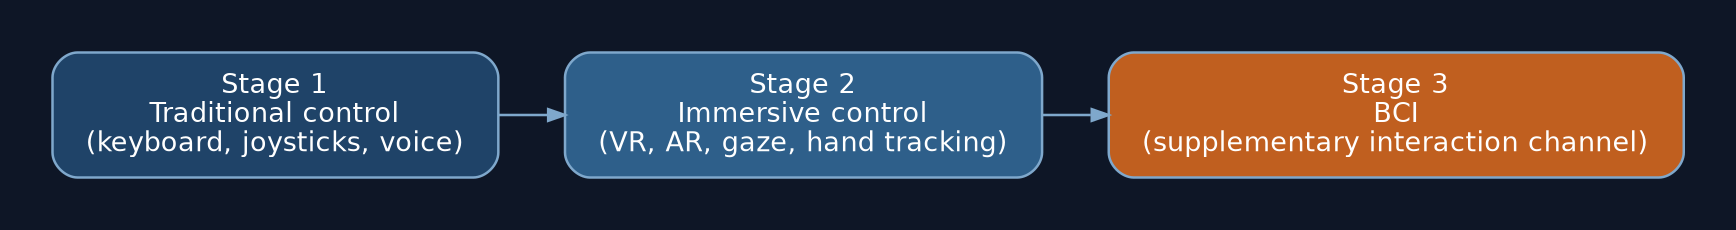 Stage 1
Traditional control
(keyboard, joysticks, voice)
Stage 2
Immersive control
(VR, AR, gaze, hand tracking)
Stage 3
BCI
(supplementary interaction channel)